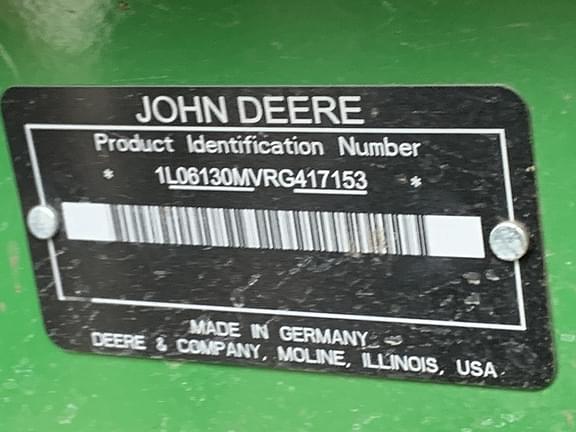 JOHN DEERE
Product Identification Number
* 1L06130MVRG417153 *
MADE IN GERMANY
DEERE & COMPANY, MOLINE, ILLINOIS, USA